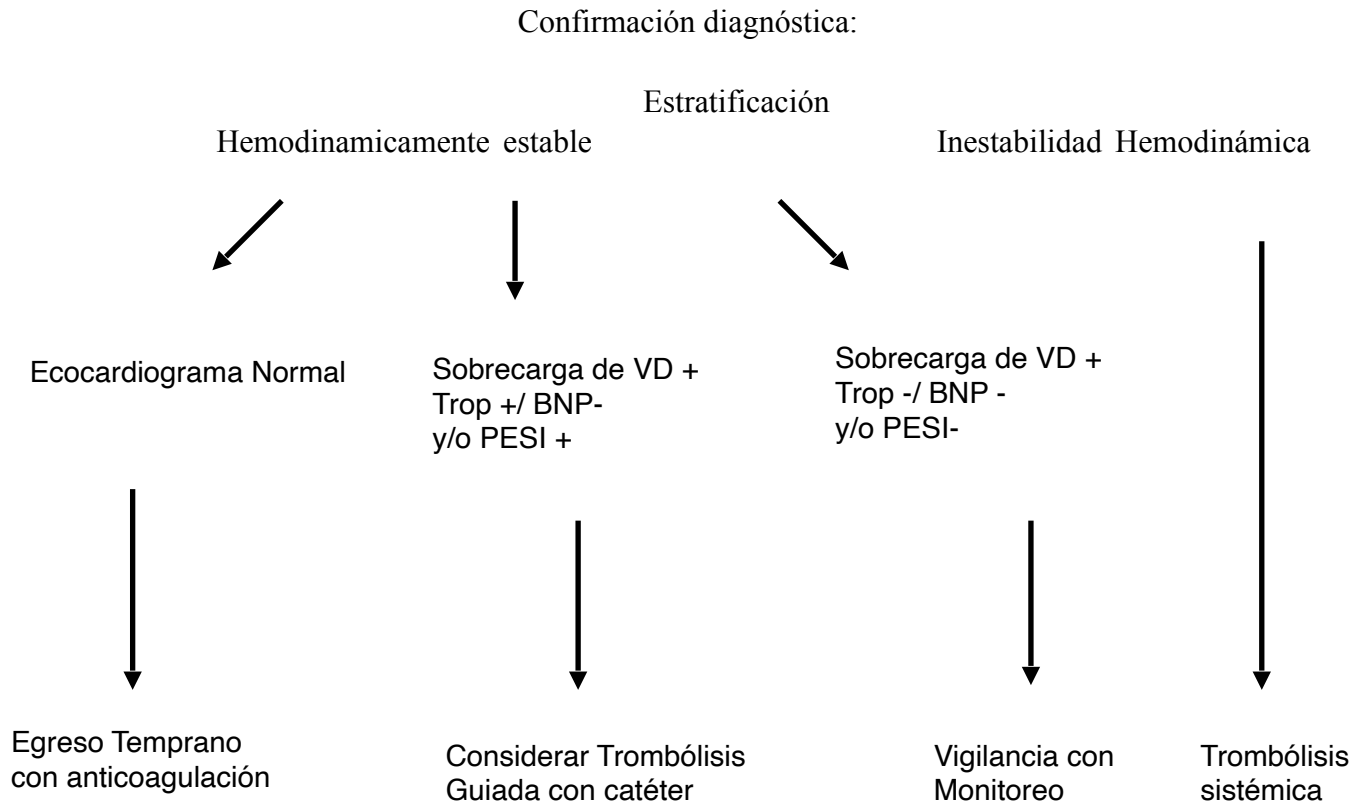 Confirmación diagnóstica:
Estratificación
Hemodinamicamente estable
Inestabilidad Hemodinámica
Ecocardiograma Normal
Sobrecarga de VD +
Trop +/ BNP-
y/o PESI +
Sobrecarga de VD +
Trop -/ BNP -
y/o PESI-
Egreso Temprano
con anticoagulación
Considerar Trombólisis
Guiada con catéter
Vigilancia con
Monitoreo
Trombólisis
sistémica